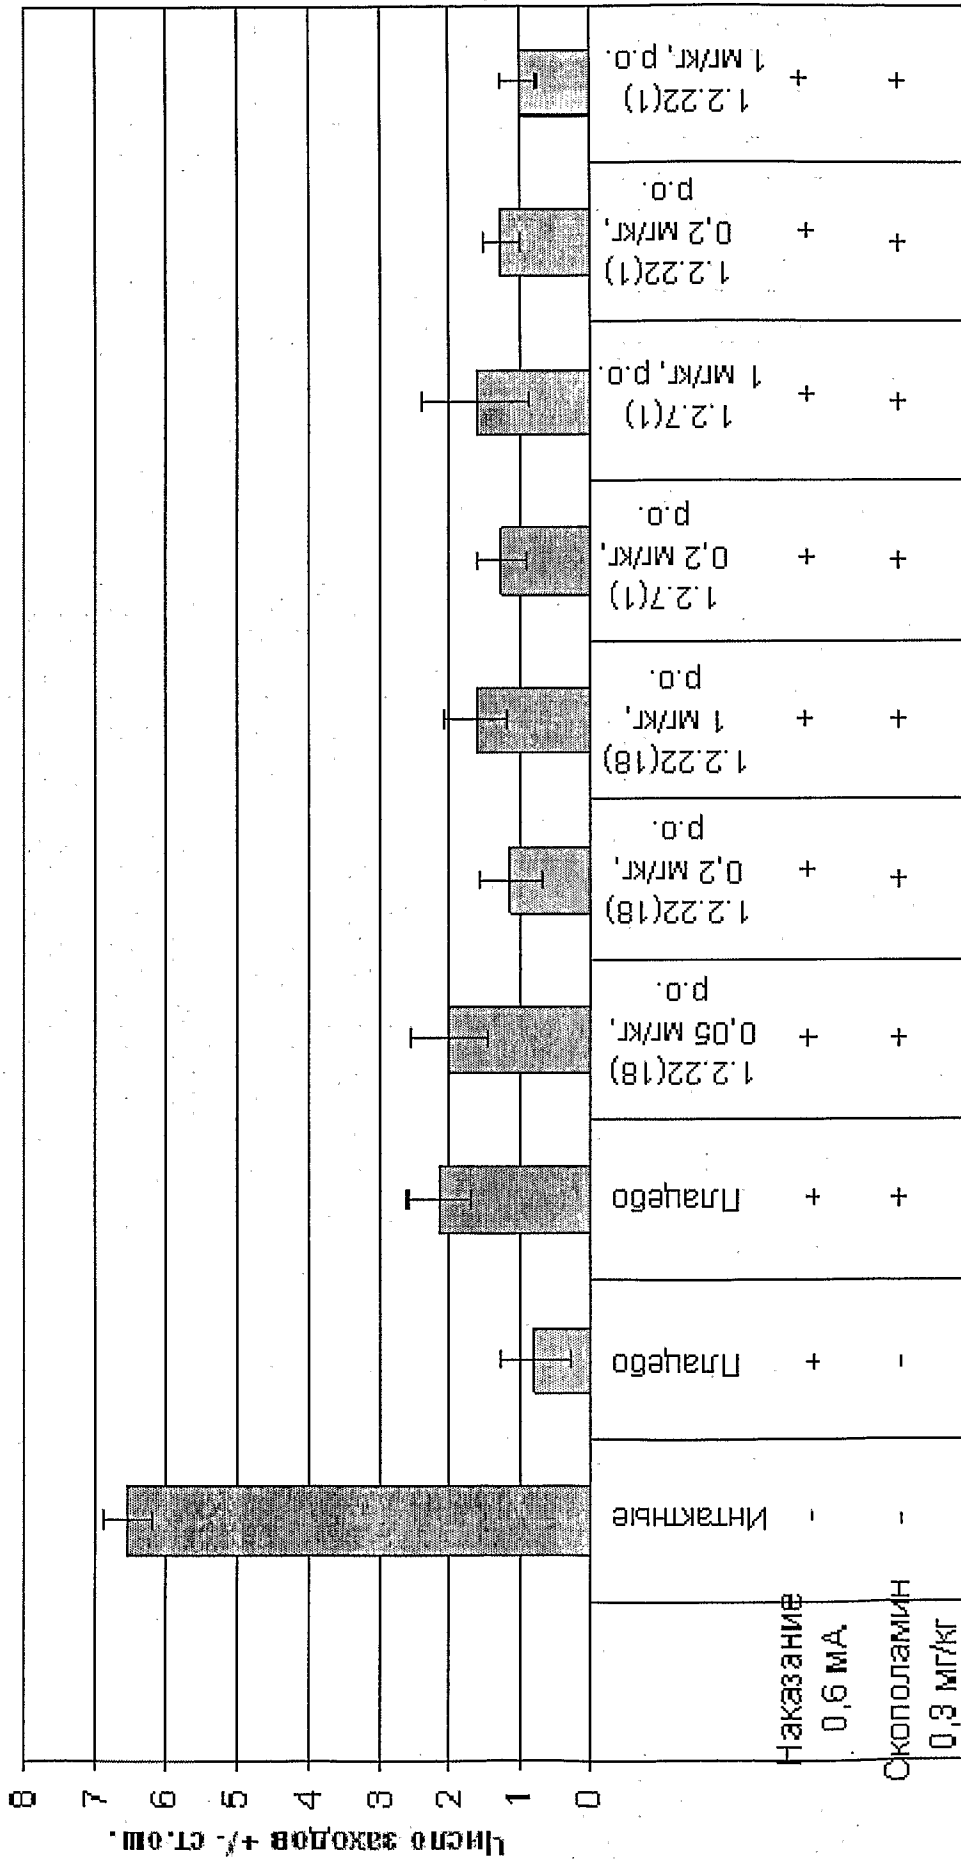 Число заходов +/- ст.ош.
8
7
6
5
4
3
2
1
0
Интактные
Плацебо
Плацебо
1.2.22(18)
0,05 мг/кг,
p.o.
1.2.22(18)
0,2 мг/кг,
p.o.
1.2.22(18)
1 мг/кг,
p.o.
1.2.7(1)
0,2 мг/кг,
p.o.
1.2.7(1)
1 мг/кг, p.o.
1.2.22(1)
0,2 мг/кг,
p.o.
1.2.22(1)
1 мг/кг, p.o.
Наказание
0,6 мА
- + + + + + + + + +
Скополамин
0,3 мг/кг
- - + + + + + + + +